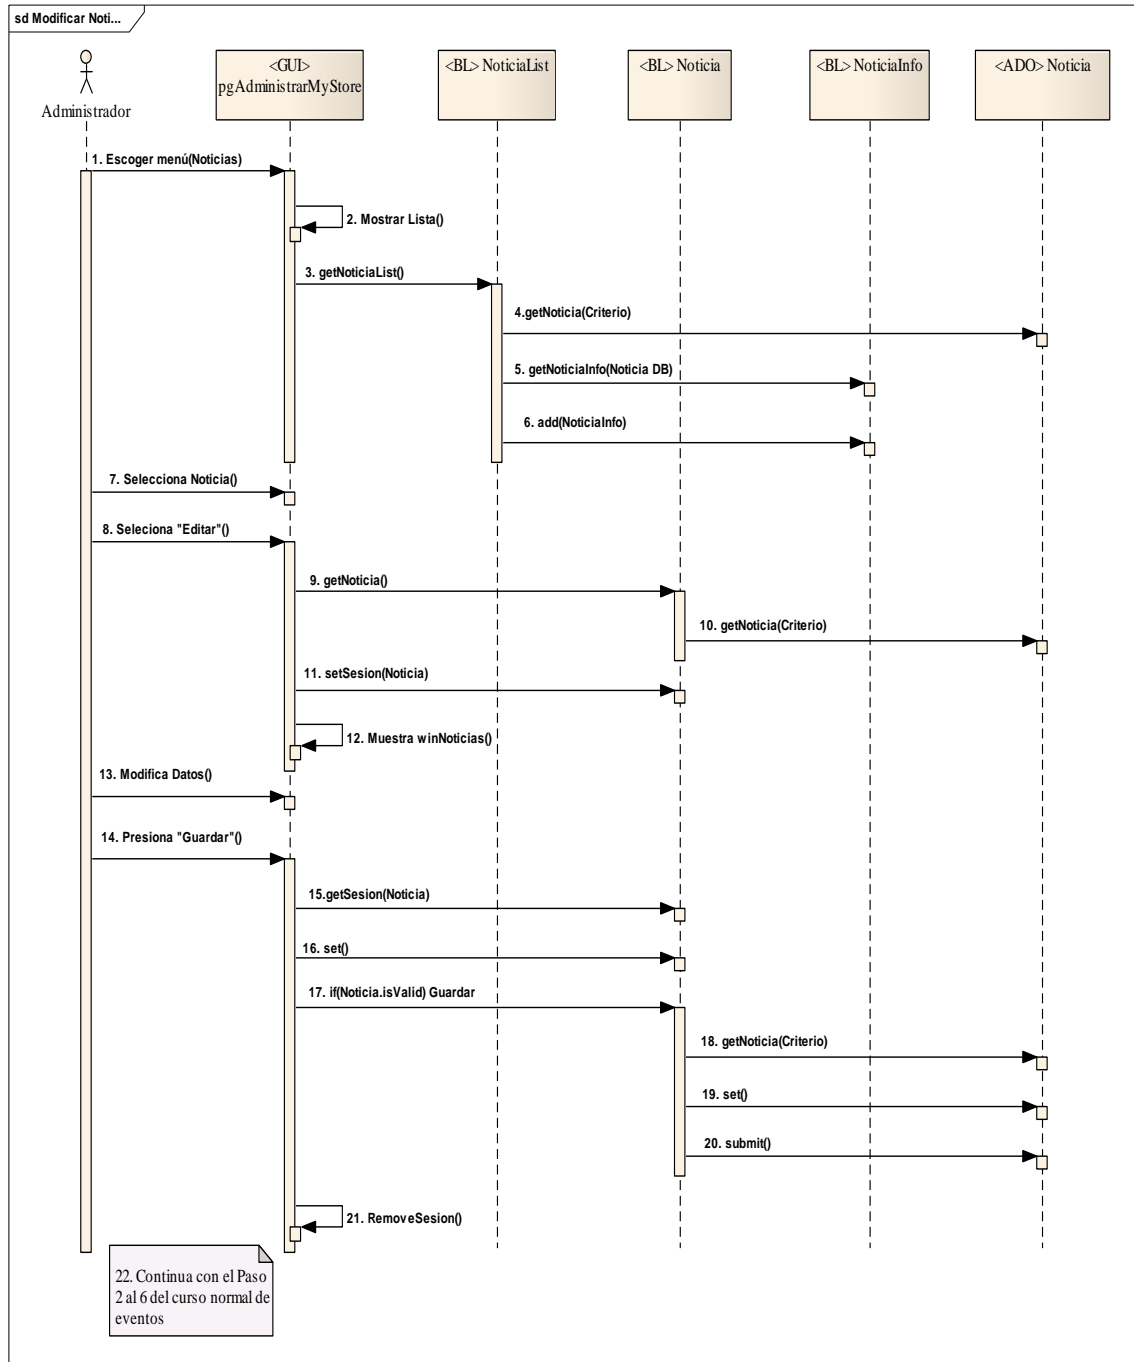 sd Modificar Noti...
Administrador
<GUI>
pgAdministrarMyStore
<BL> NoticiaList
<BL> Noticia
<BL> NoticiaInfo
<ADO> Noticia
1. Escoger menú(Noticias)
2. Mostrar Lista()
3. getNoticiaList()
4.getNoticia(Criterio)
5. getNoticiaInfo(Noticia DB)
6. add(NoticiaInfo)
7. Selecciona Noticia()
8. Seleciona "Editar"()
9. getNoticia()
10. getNoticia(Criterio)
11. setSesion(Noticia)
12. Muestra winNoticias()
13. Modifica Datos()
14. Presiona "Guardar"()
15.getSesion(Noticia)
16. set()
17. if(Noticia.isValid) Guardar
18. getNoticia(Criterio)
19. set()
20. submit()
21. RemoveSesion()
22. Continua con el Paso
2 al 6 del curso normal de
eventos